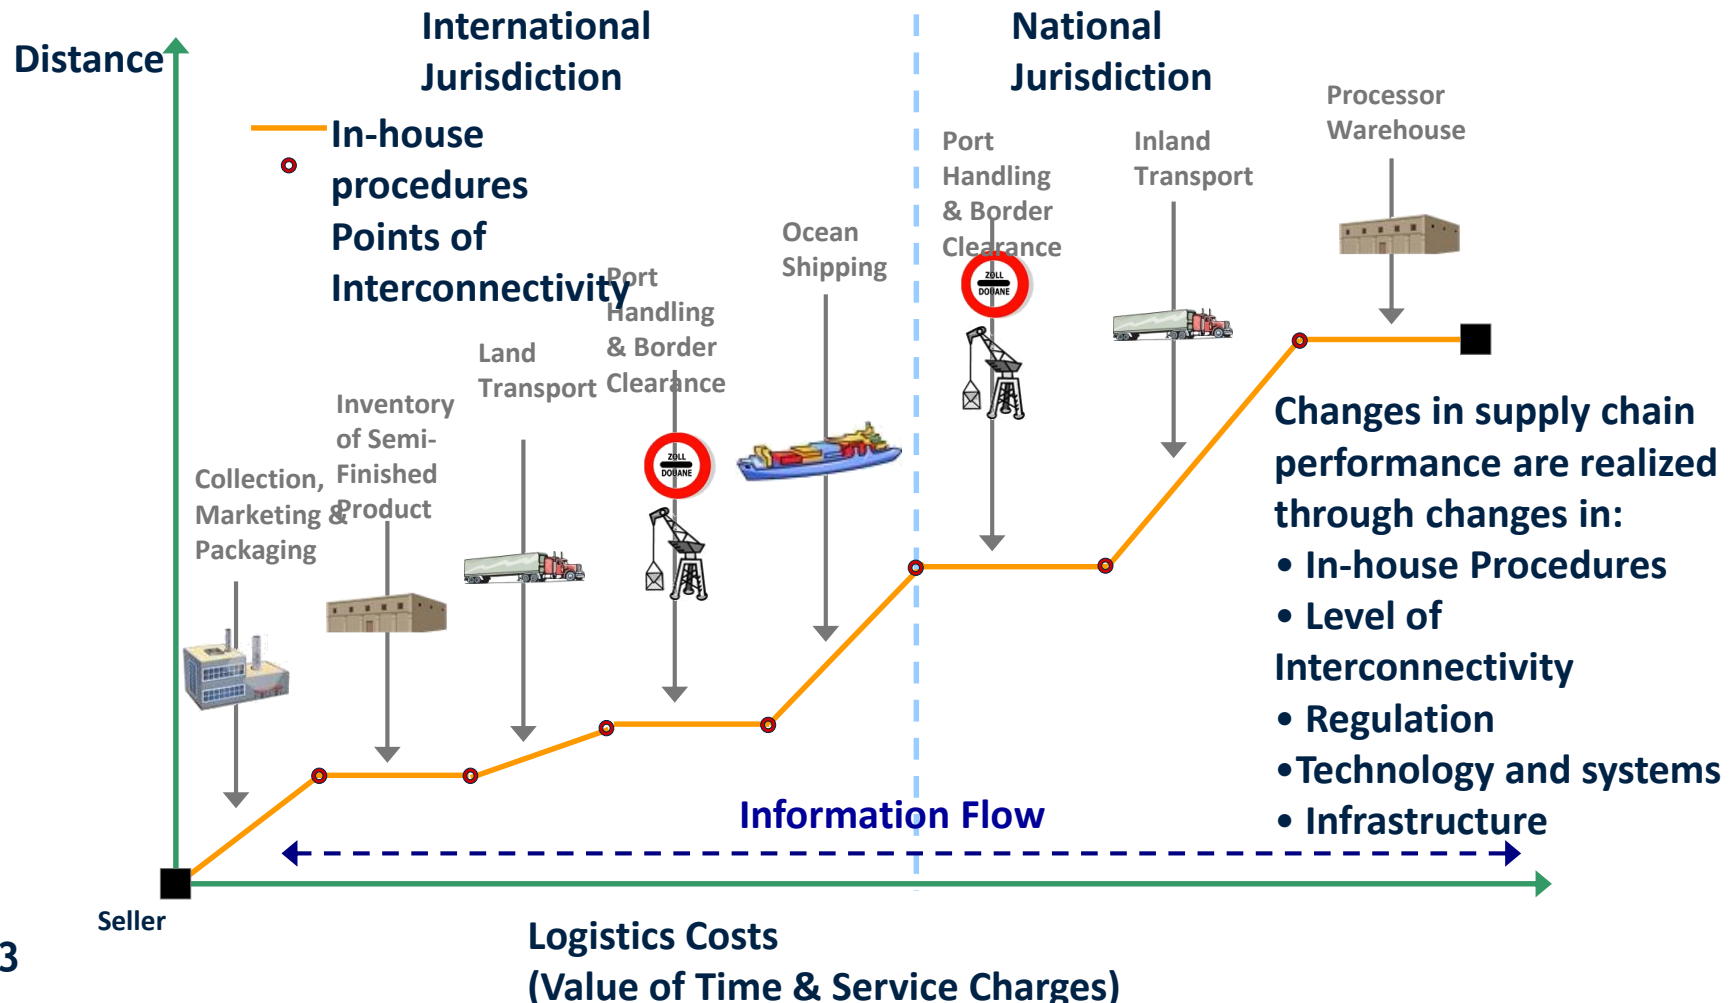 International
Jurisdiction
National
Jurisdiction
Distance
In-house
procedures
Points of
Interconnectivity
Processor
Warehouse
Port
Handling
& Border
Clearance
Inland
Transport
Ocean
Shipping
ZOLL
DOUANE
Port
Handling
& Border
Clearance
Land
Transport
Inventory
of Semi-
Finished
Product
Collection,
Marketing &
Packaging
ZOLL
DOUANE
Changes in supply chain
performance are realized
through changes in:
• In-house Procedures
• Level of
Interconnectivity
• Regulation
•Technology and systems
• Infrastructure
Information Flow
Seller
Logistics Costs
(Value of Time & Service Charges)
3